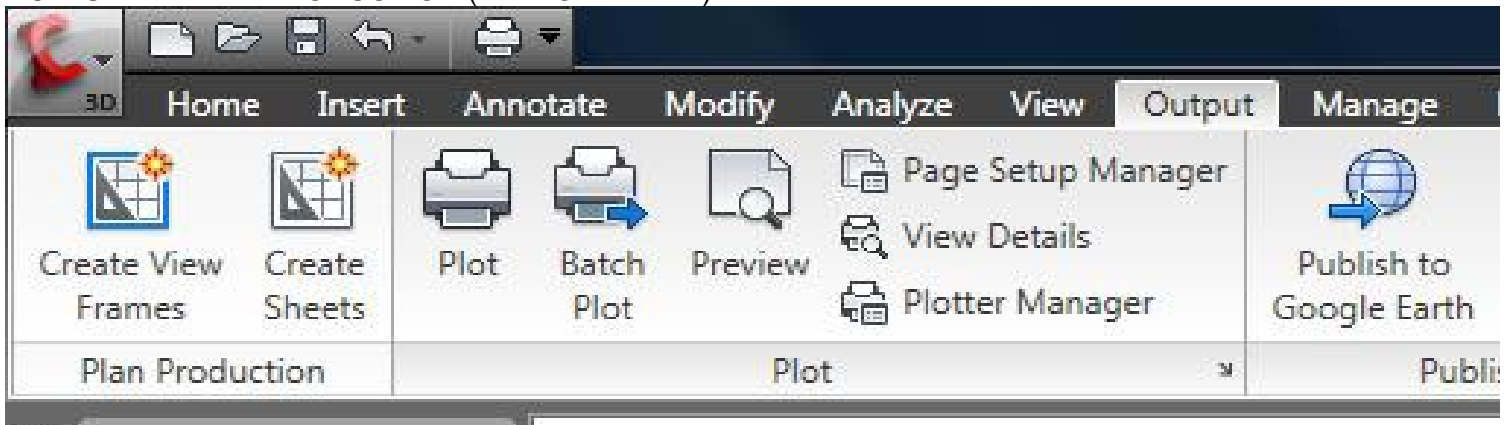 3D
Home Insert Annotate Modify Analyze View Output Manage
Create View
Frames
Create
Sheets
Plot
Batch
Plot
Preview
Page Setup Manager
View Details
Plotter Manager
Publish to
Google Earth
Plan Production
Plot